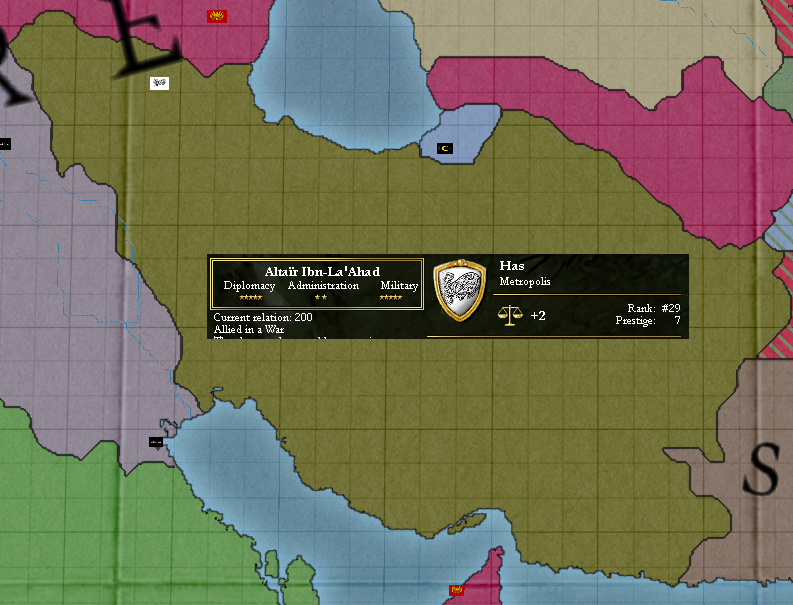 E
R
C
Altaïr Ibn-La'Ahad
Diplomacy Administration Military
Current relation: 200
Allied in a War
Has
Metropolis
+2
Rank: #29
Prestige: 7
S